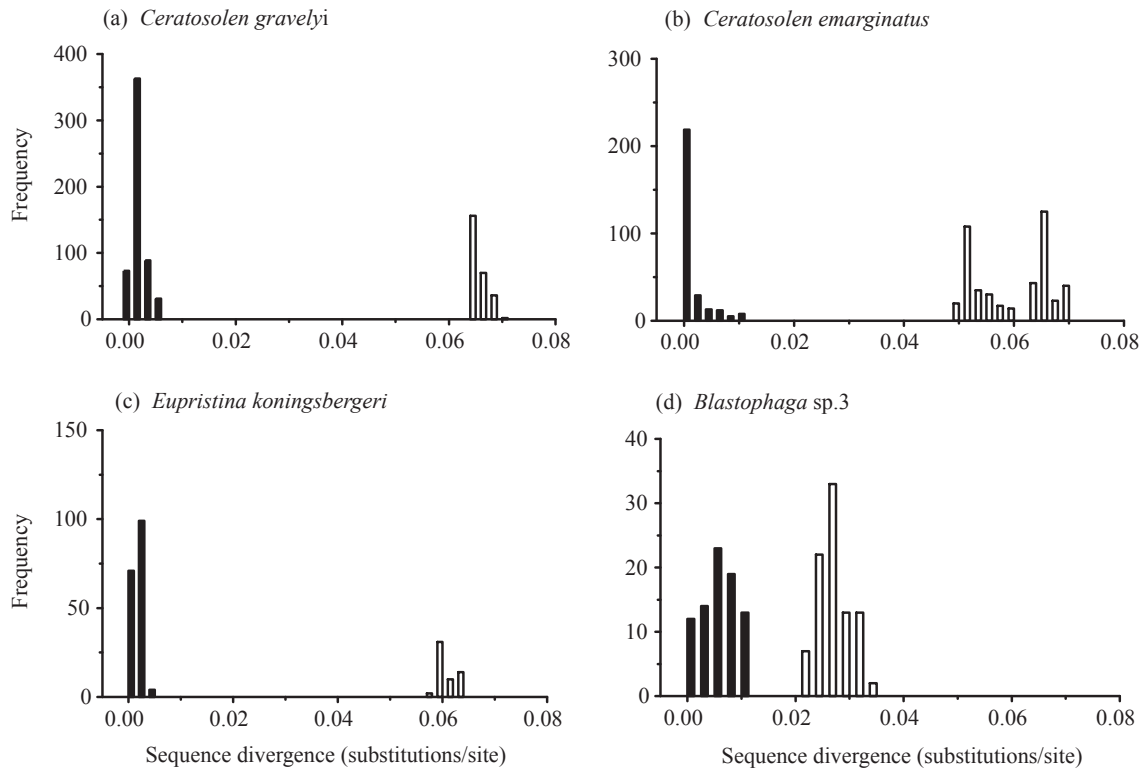 (a) Ceratosolen gravelyi
(b) Ceratosolen emarginatus
400
300
200
100
0
Frequency
0.00 0.02 0.04 0.06 0.08
300
200
100
0
0.00 0.02 0.04 0.06 0.08
(c) Eupristina koningsbergeri
(d) Blastophaga sp.3
150
100
50
0
Frequency
0.00 0.02 0.04 0.06 0.08
Sequence divergence (substitutions/site)
40
30
20
10
0
0.00 0.02 0.04 0.06 0.08
Sequence divergence (substitutions/site)